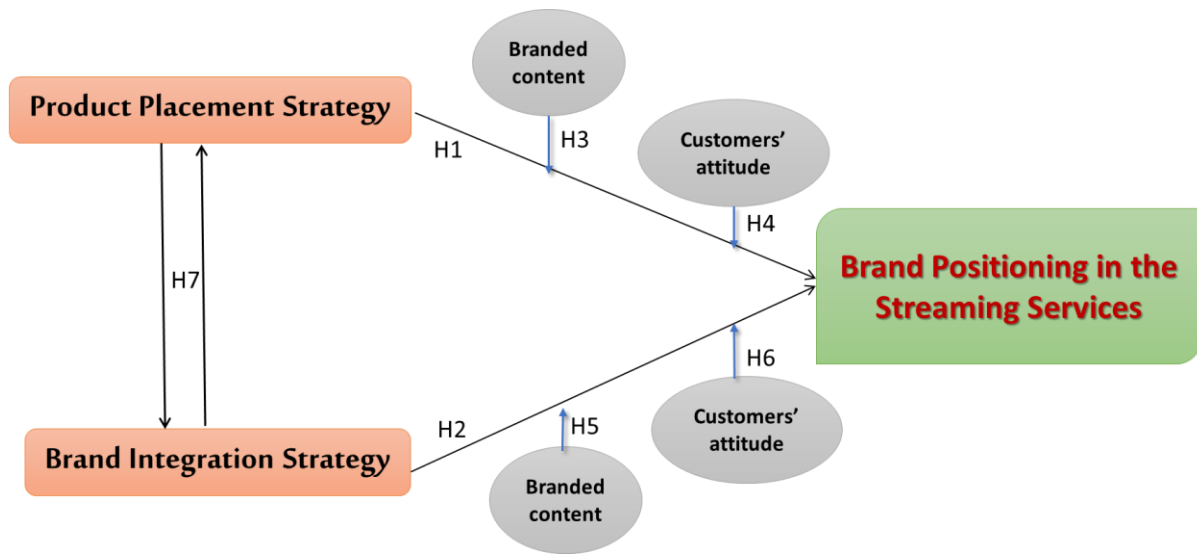 Branded
content
Product Placement Strategy
H1
H3
Customers’
attitude
H4
Brand Positioning in the
Streaming Services
H7
H6
Customers’
attitude
H2
H5
Brand Integration Strategy
Branded
content